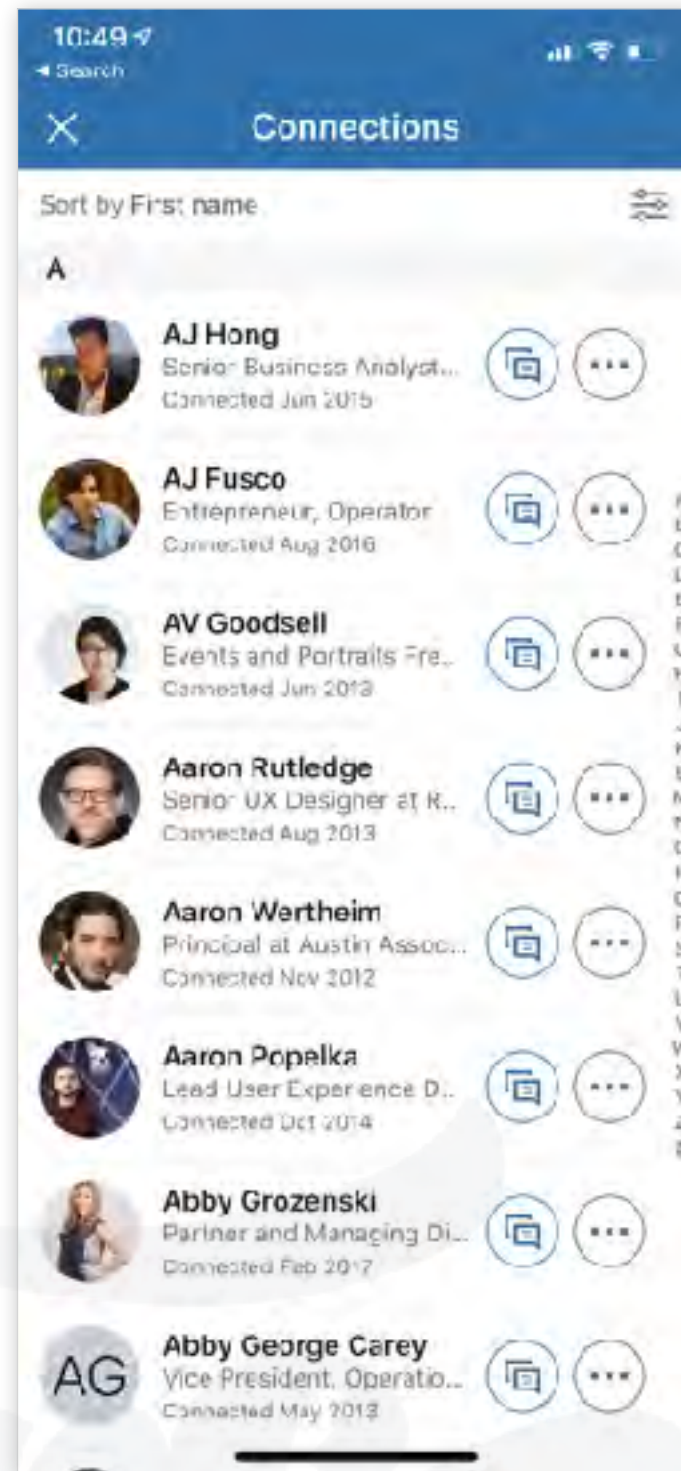 10:49
◄ Search
Connections
Sort by First name
A
AJ Hong
Senior Business Analyst...
Connected Jun 2015
AJ Fusco
Entrepreneur, Operator
Connected Aug 2016
AV Goodsell
Events and Portraits Fre...
Connected Jun 2013
Aaron Rutledge
Senior UX Designer at R...
Connected Aug 2013
Aaron Wertheim
Principal at Austin Assoc...
Connected Nov 2012
Aaron Popelka
Lead User Experience D...
Connected Oct 2014
Abby Grozenski
Partner and Managing Di...
Connected Feb 2017
AG
Abby George Carey
Vice President, Operatio...
Connected May 2013